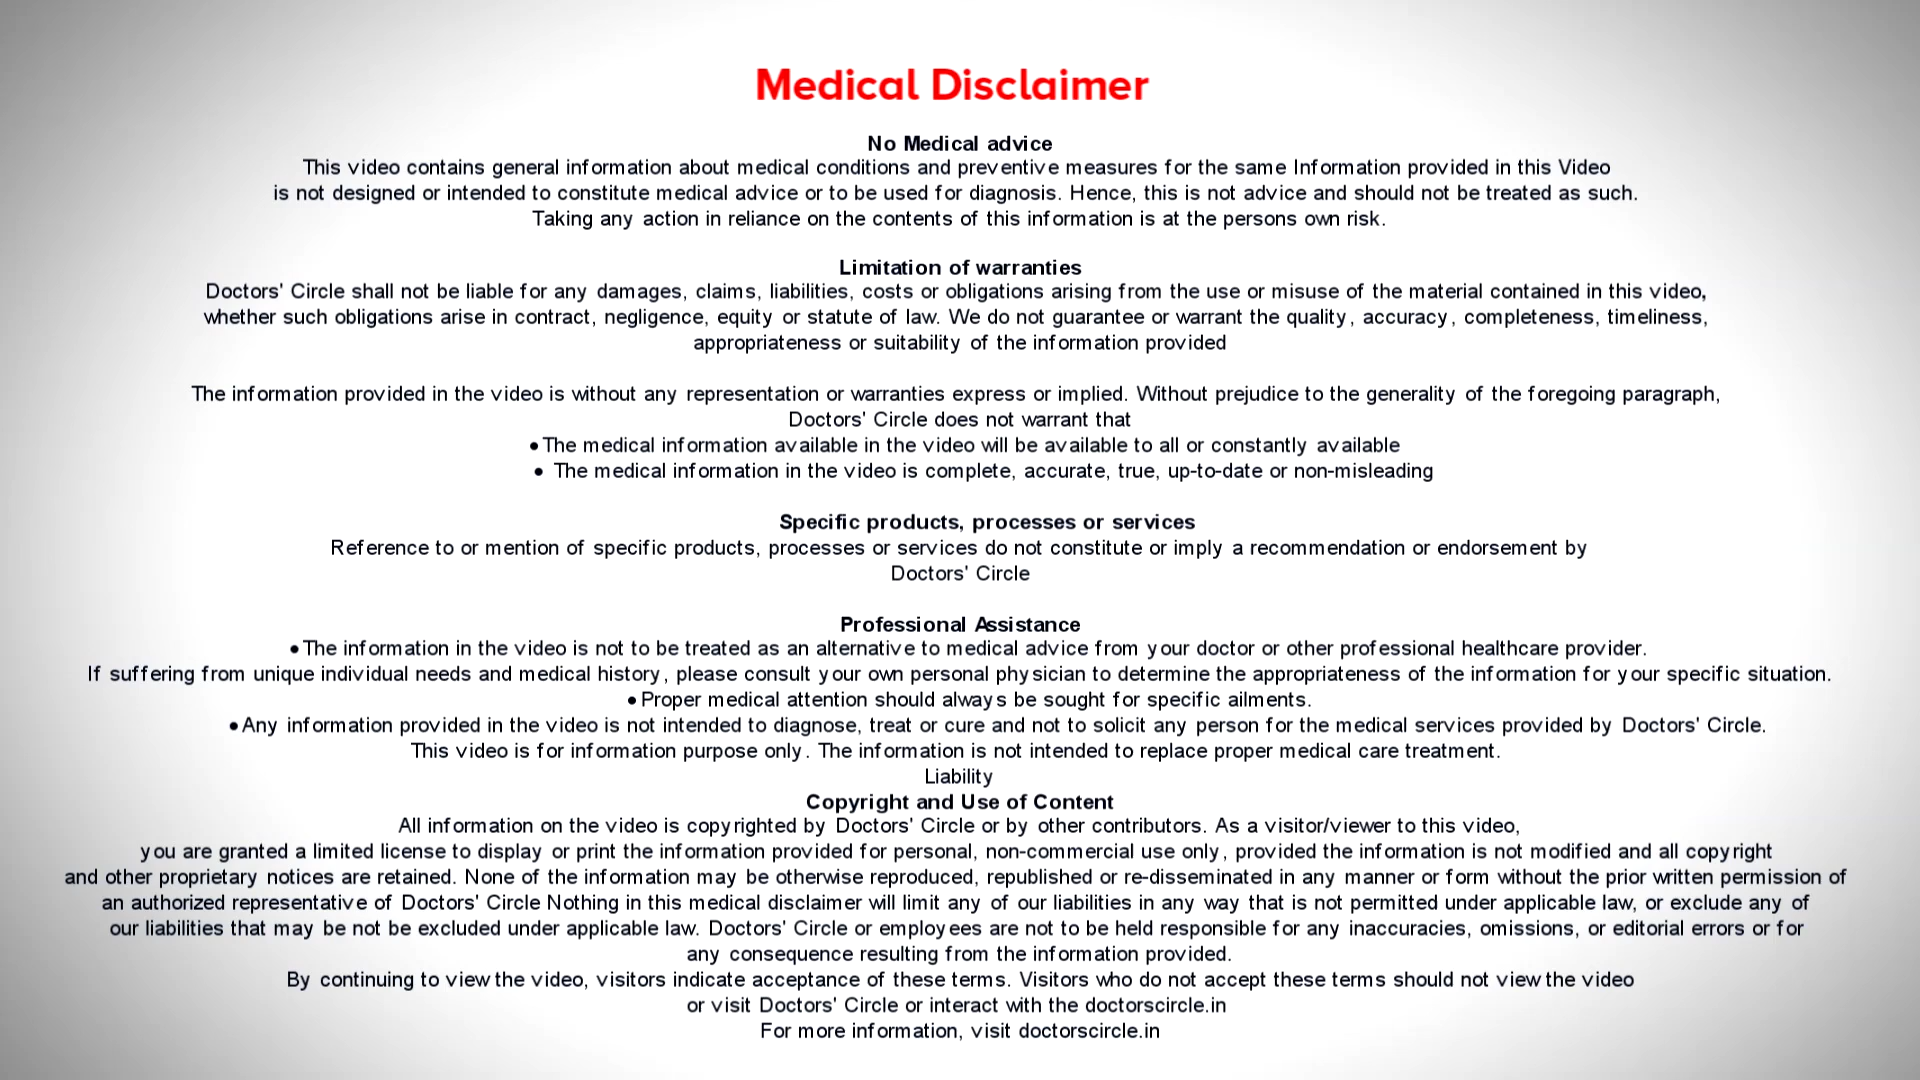 Medical Disclaimer
No Medical advice
This video contains general information about medical conditions and preventive measures for the same Information provided in this Video
is not designed or intended to constitute medical advice or to be used for diagnosis. Hence, this is not advice and should not be treated as such.
Taking any action in reliance on the contents of this information is at the persons own risk.
Limitation of warranties
Doctors' Circle shall not be liable for any damages, claims, liabilities, costs or obligations arising from the use or misuse of the material contained in this video,
whether such obligations arise in contract, negligence, equity or statute of law. We do not guarantee or warrant the quality, accuracy, completeness, timeliness,
appropriateness or suitability of the information provided
The information provided in the video is without any representation or warranties express or implied. Without prejudice to the generality of the foregoing paragraph,
Doctors' Circle does not warrant that
• The medical information available in the video will be available to all or constantly available
• The medical information in the video is complete, accurate, true, up-to-date or non-misleading
Specific products, processes or services
Reference to or mention of specific products, processes or services do not constitute or imply a recommendation or endorsement by
Doctors' Circle
Professional Assistance
• The information in the video is not to be treated as an alternative to medical advice from your doctor or other professional healthcare provider.
If suffering from unique individual needs and medical history, please consult your own personal physician to determine the appropriateness of the information for your specific situation.
• Proper medical attention should always be sought for specific ailments.
• Any information provided in the video is not intended to diagnose, treat or cure and not to solicit any person for the medical services provided by Doctors' Circle.
This video is for information purpose only. The information is not intended to replace proper medical care treatment.
Liability
Copyright and Use of Content
All information on the video is copyrighted by Doctors' Circle or by other contributors. As a visitor/viewer to this video,
you are granted a limited license to display or print the information provided for personal, non-commercial use only, provided the information is not modified and all copyright
and other proprietary notices are retained. None of the information may be otherwise reproduced, republished or re-disseminated in any manner or form without the prior written permission of
an authorized representative of Doctors' Circle Nothing in this medical disclaimer will limit any of our liabilities in any way that is not permitted under applicable law, or exclude any of
our liabilities that may be not be excluded under applicable law. Doctors' Circle or employees are not to be held responsible for any inaccuracies, omissions, or editorial errors or for
any consequence resulting from the information provided.
By continuing to view the video, visitors indicate acceptance of these terms. Visitors who do not accept these terms should not view the video
or visit Doctors' Circle or interact with the doctorscircle.in
For more information, visit doctorscircle.in